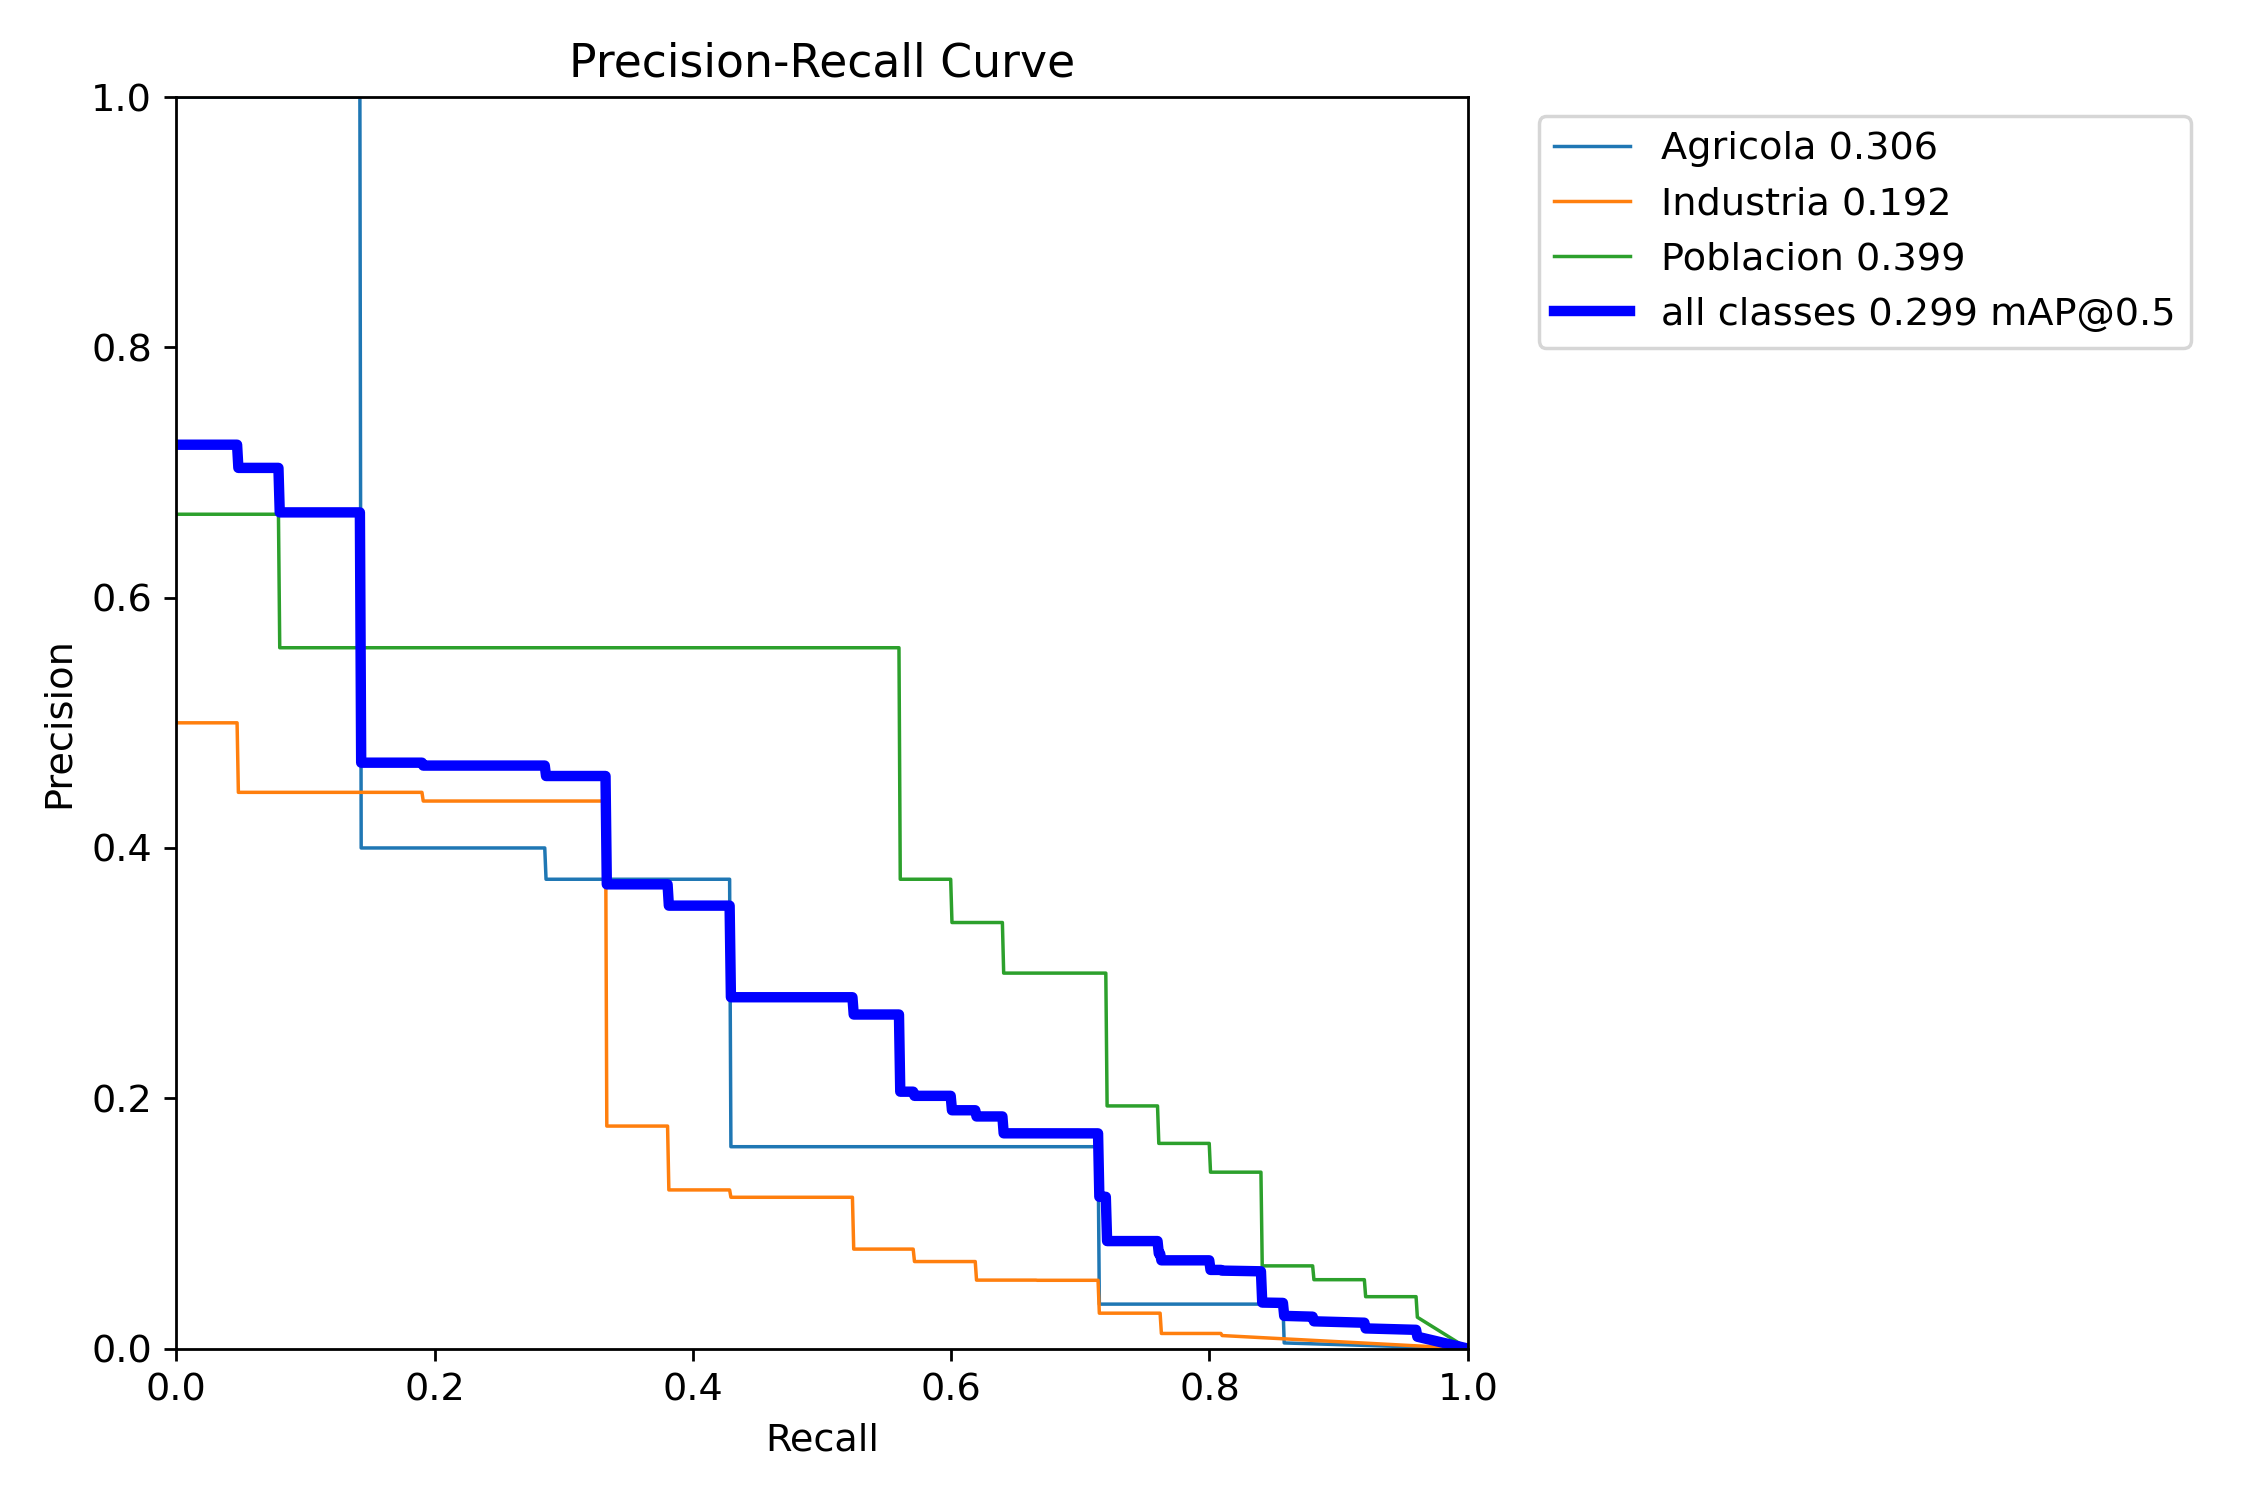 Precision-Recall Curve
1.0
0.8
0.6
0.4
0.2
0.0
Precision
0.0 0.2 0.4 0.6 0.8 1.0
Recall
Agricola 0.306
Industria 0.192
Poblacion 0.399
all classes 0.299 mAP@0.5